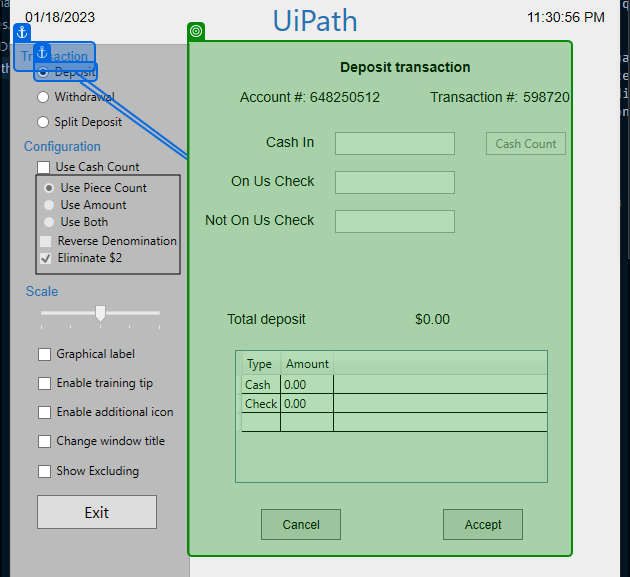 01/18/2023
UiPath
11:30:56 PM
Transaction
Deposit
Withdrawal
Split Deposit
Configuration
Use Cash Count
Use Piece Count
Use Amount
Use Both
Reverse Denomination
Eliminate $2
Scale
Graphical label
Enable training tip
Enable additional icon
Change window title
Show Excluding
Exit
Deposit transaction
Account #: 648250512 Transaction #: 598720
Cash In Cash Count
On Us Check
Not On Us Check
Total deposit $0.00
Type Amount
Cash 0.00
Check 0.00
Cancel Accept